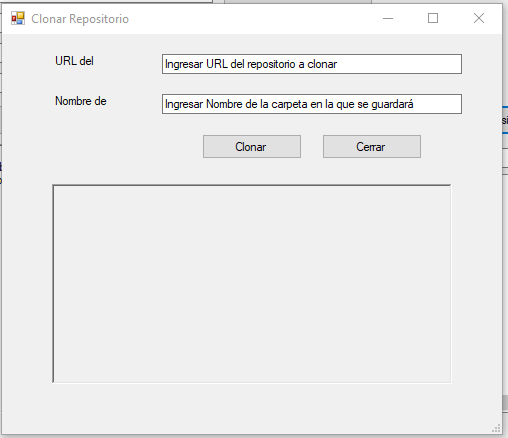 Clonar Repositorio
URL del
Ingresar URL del repositorio a clonar
Nombre de
Ingresar Nombre de la carpeta en la que se guardará
Clonar
Cerrar